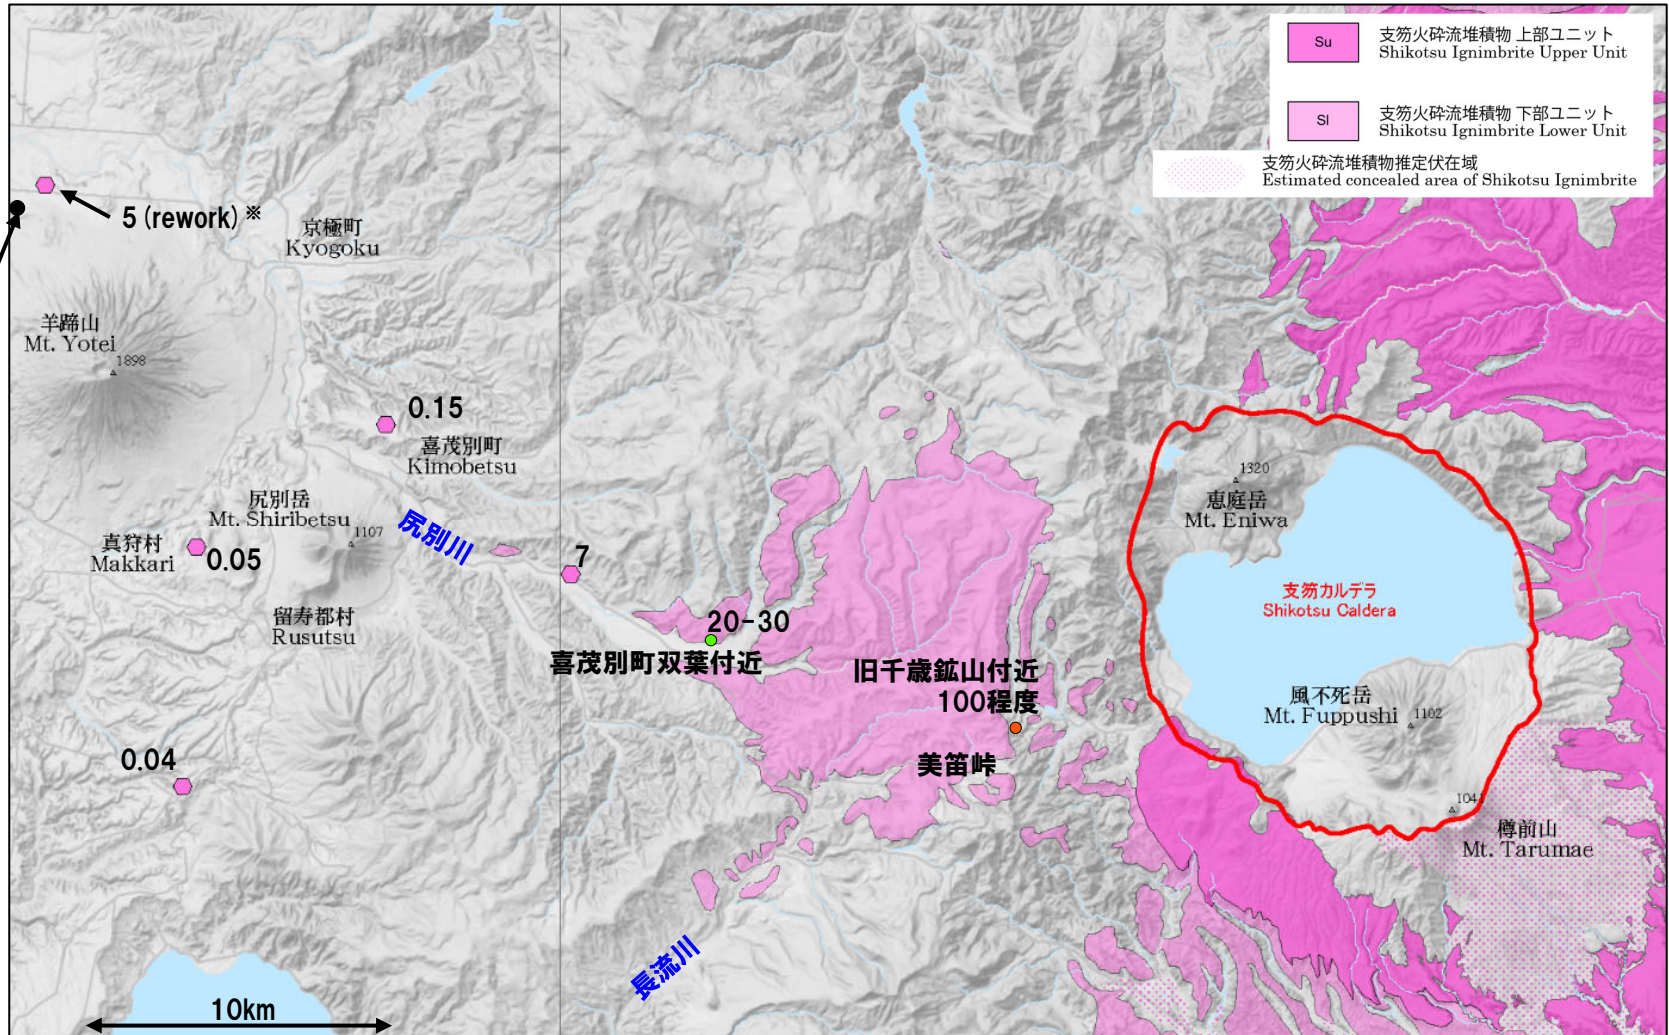 Su
支笏火砕流堆積物 上部ユニット
Shikotsu Ignimbrite Upper Unit
Sl
支笏火砕流堆積物 下部ユニット
Shikotsu Ignimbrite Lower Unit
支笏火砕流堆積物推定伏在域
Estimated concealed area of Shikotsu Ignimbrite
5 (rework)※
京極町
Kyogoku
羊蹄山
Mt. Yotei
1898
0.15
喜茂別町
Kimobetsu
尻別岳
Mt. Shiribetsu
1107
尻別川
真狩村
Makkari
0.05
留寿都村
Rusutsu
7
20-30
喜茂別町双葉付近
0.04
旧千歳鉱山付近
100程度
美笛峠
1320
恵庭岳
Mt. Eniwa
支笏カルデラ
Shikotsu Caldera
風不死岳
Mt. Fuppushi
1102
1041
樽前山
Mt. Tarumae
長流川
10km